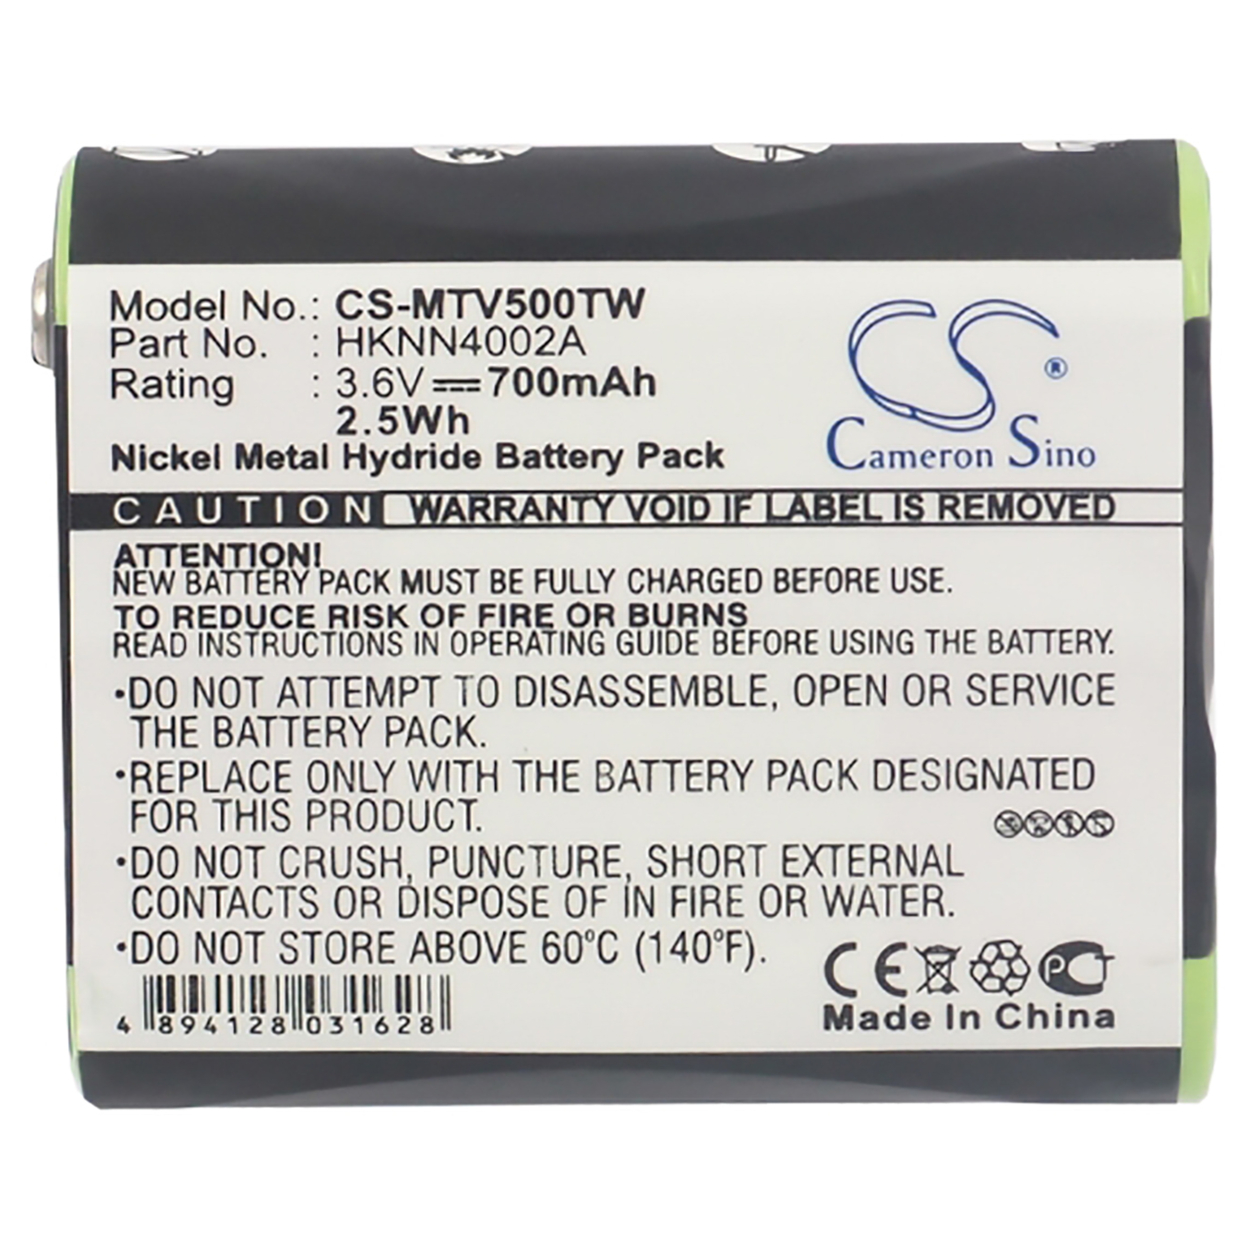 Model No.: CS-MTV500TW
Part No. : HKNN4002A
Rating : 3.6V⎓700mAh
2.5Wh
Nickel Metal Hydride Battery Pack
CS ®
Cameron Sino
CAUTION WARRANTY VOID IF LABEL IS REMOVED
ATTENTION!
NEW BATTERY PACK MUST BE FULLY CHARGED BEFORE USE.
TO REDUCE RISK OF FIRE OR BURNS
READ INSTRUCTIONS IN OPERATING GUIDE BEFORE USING THE BATTERY.
•DO NOT ATTEMPT TO DISASSEMBLE, OPEN OR SERVICE
THE BATTERY PACK.
•REPLACE ONLY WITH THE BATTERY PACK DESIGNATED
FOR THIS PRODUCT.
•DO NOT CRUSH, PUNCTURE, SHORT EXTERNAL
CONTACTS OR DISPOSE OF IN FIRE OR WATER.
•DO NOT STORE ABOVE 60ºC (140ºF).
CE PCT
Made In China
4 894128 031628